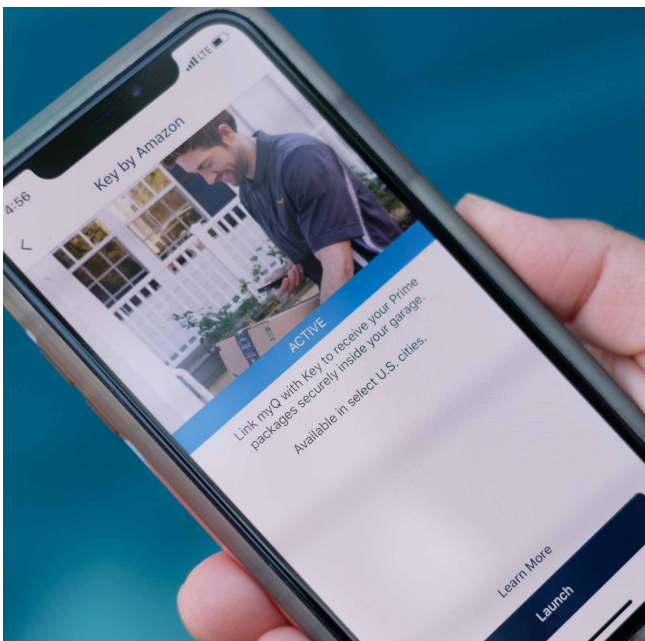 4:56
LTE
Key by Amazon
ACTIVE
Link myQ with Key to receive your Prime
packages securely inside your garage.
Available in select U.S. cities.
Learn More
Launch